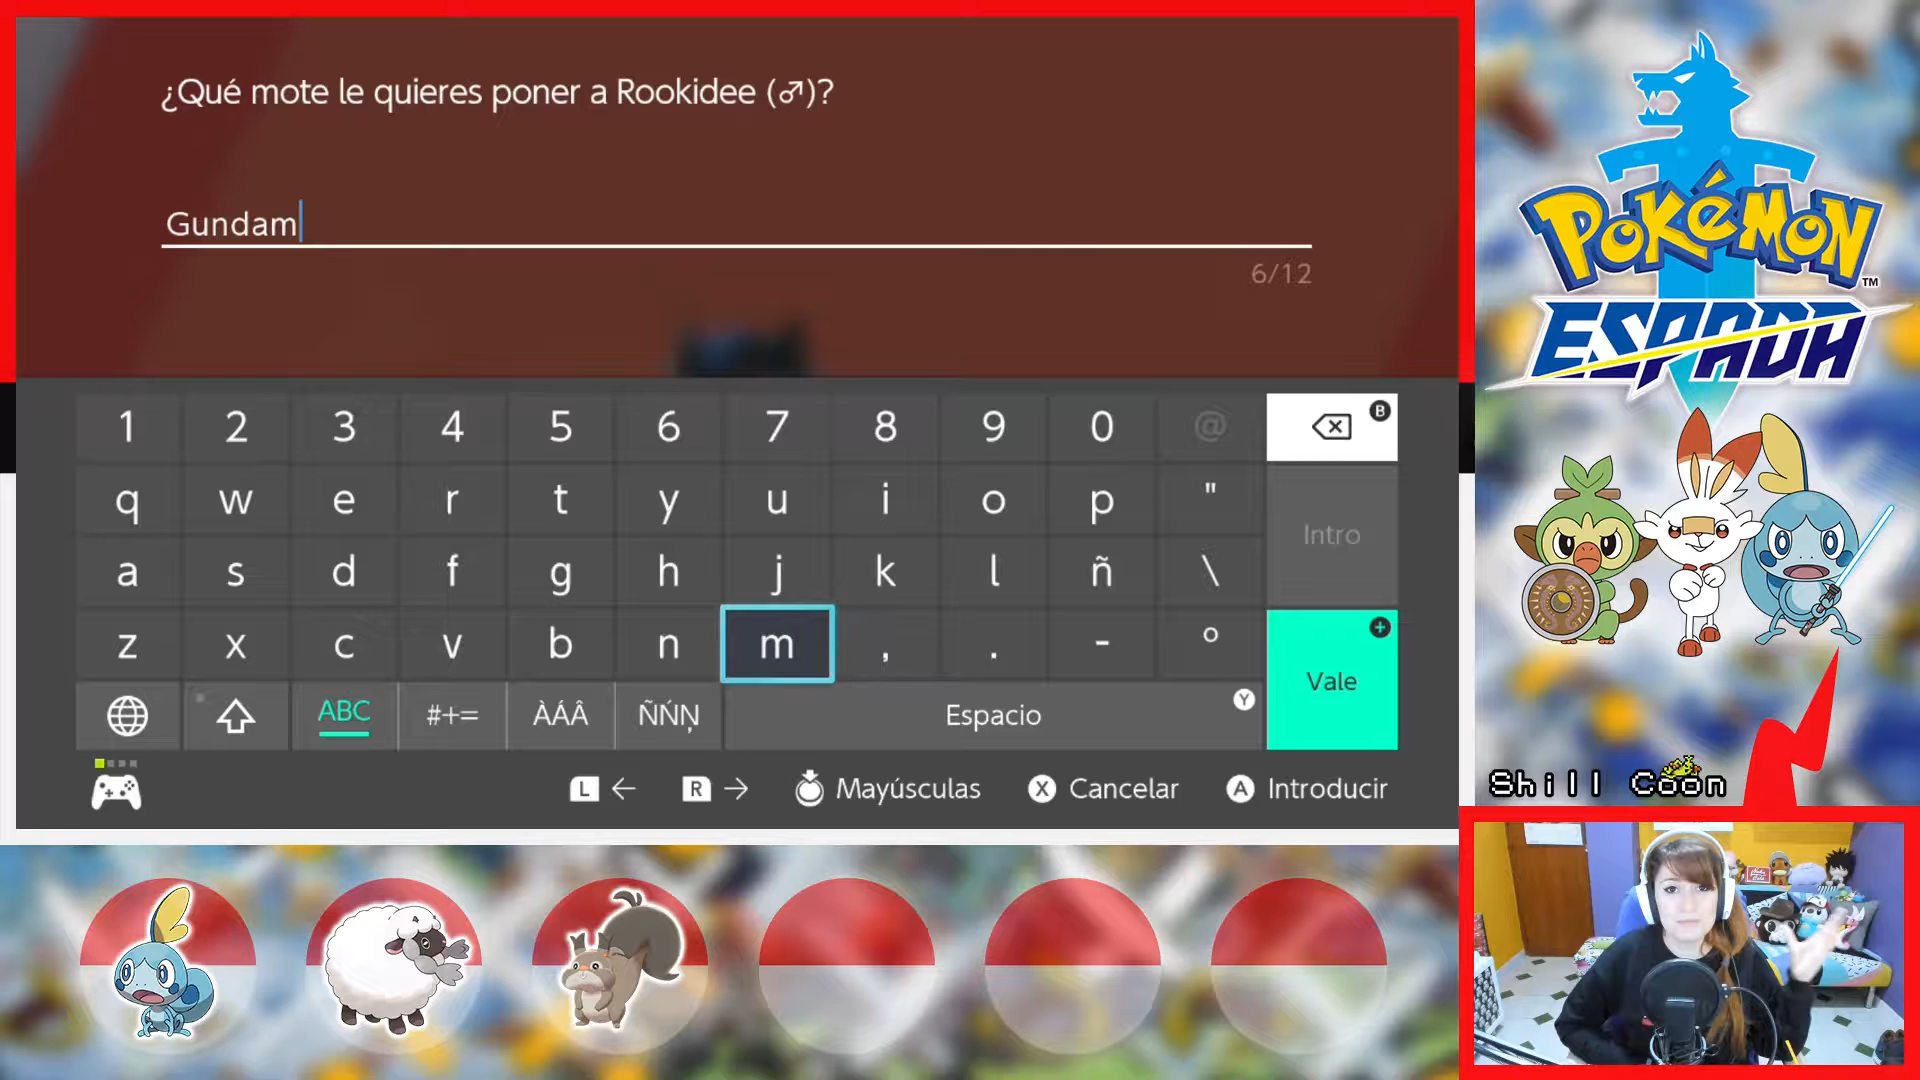 ¿Qué mote le quieres poner a Rookidee (♂)?
Gundam
6/12
1 2 3 4 5 6 7 8 9 0 @ B
q w e r t y u i o p "
Intro
a s d f g h j k l ñ \
z x c v b n m , . - º
Vale
ABC #+= ÀÁÂ ÑŃŅ Espacio Y
L ← R → Mayúsculas X Cancelar A Introducir
POKéMON™
ESPADA
Shill Coon